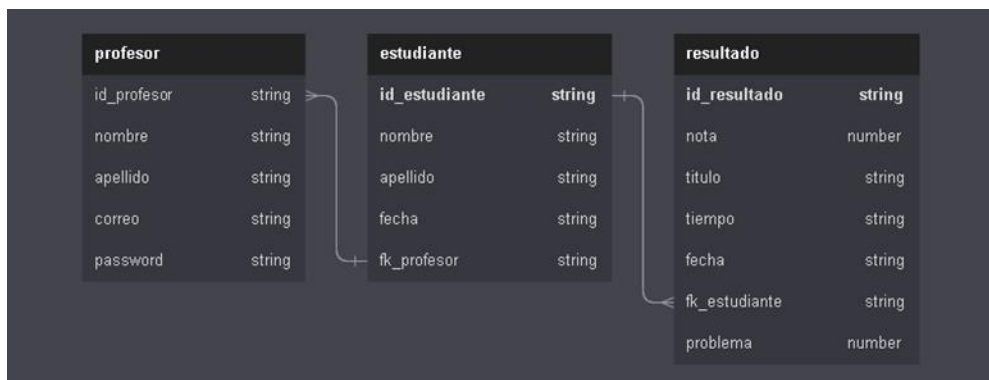 profesor
id_profesor string
nombre string
apellido string
correo string
password string
estudiante
id_estudiante string
nombre string
apellido string
fecha string
fk_profesor string
resultado
id_resultado string
nota number
titulo string
tiempo string
fecha string
fk_estudiante string
problema number